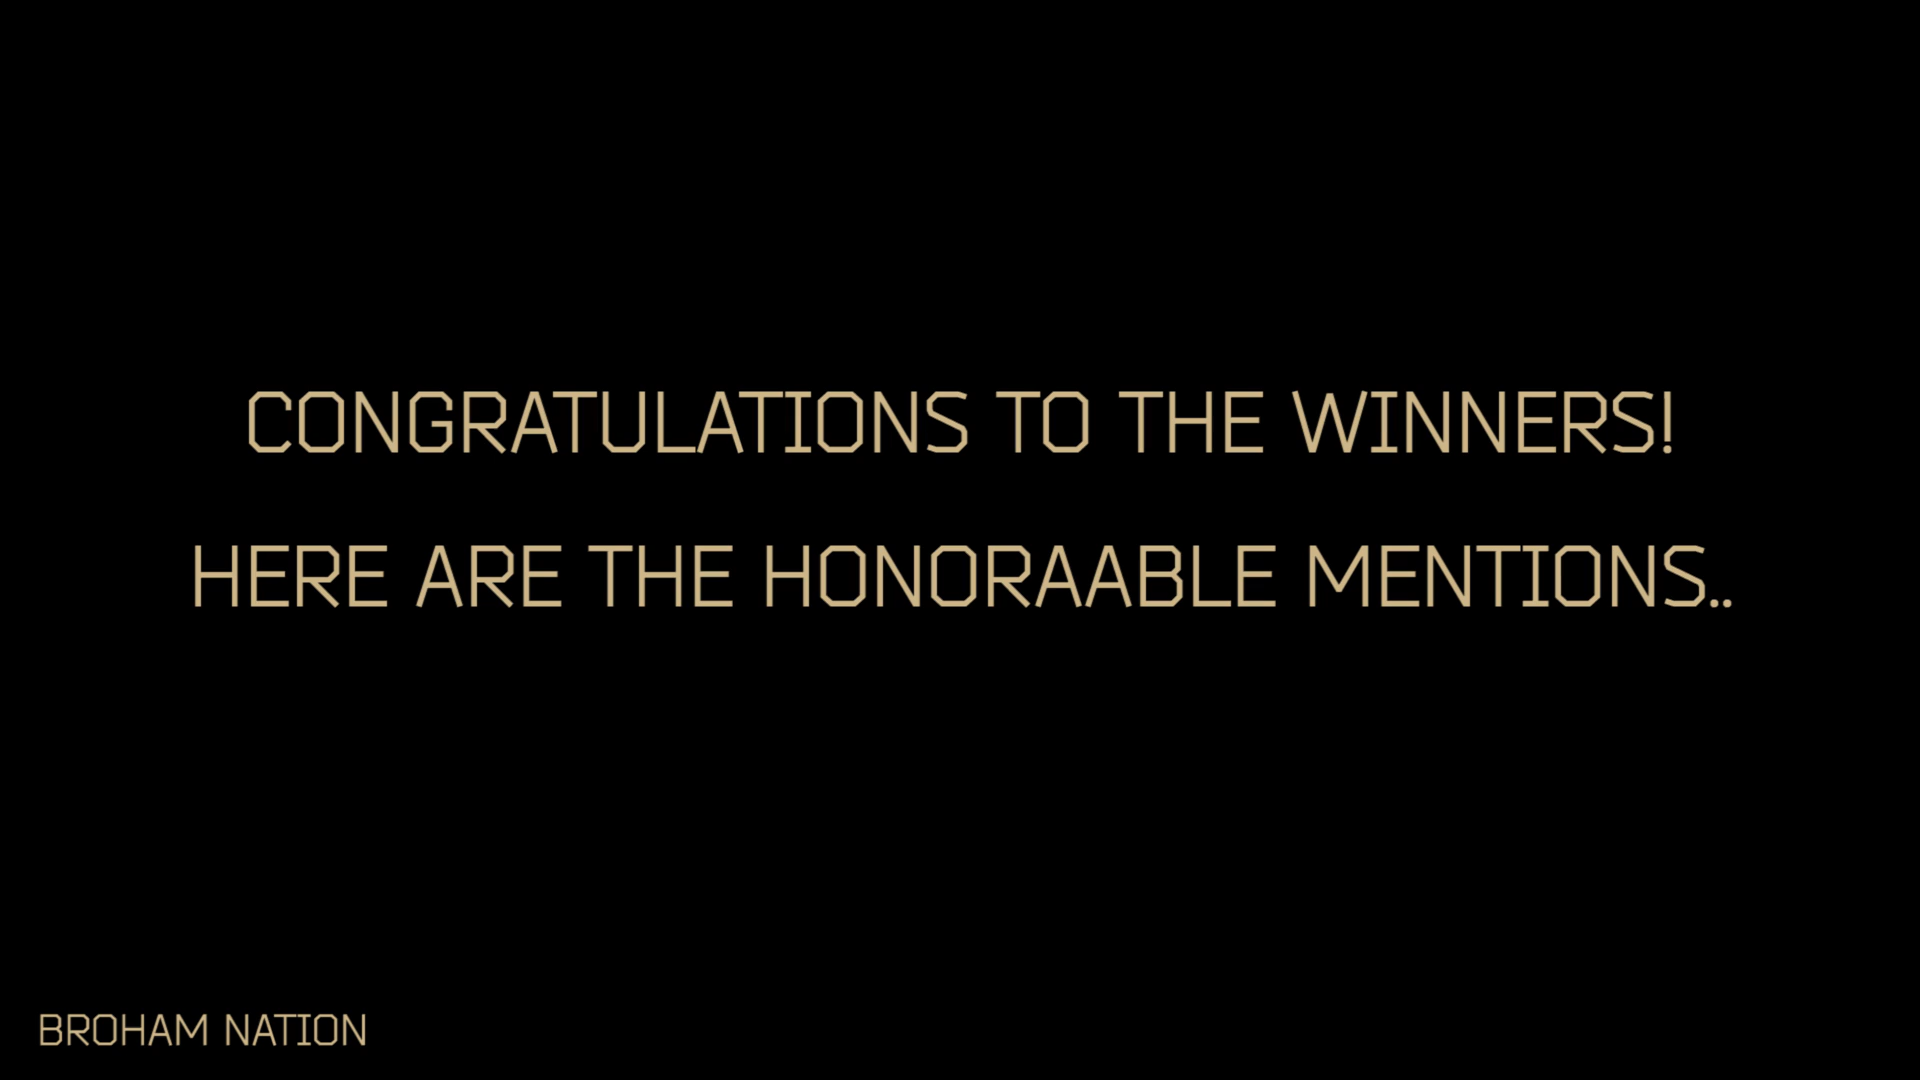 CONGRATULATIONS TO THE WINNERS!
HERE ARE THE HONORAABLE MENTIONS..
BROHAM NATION